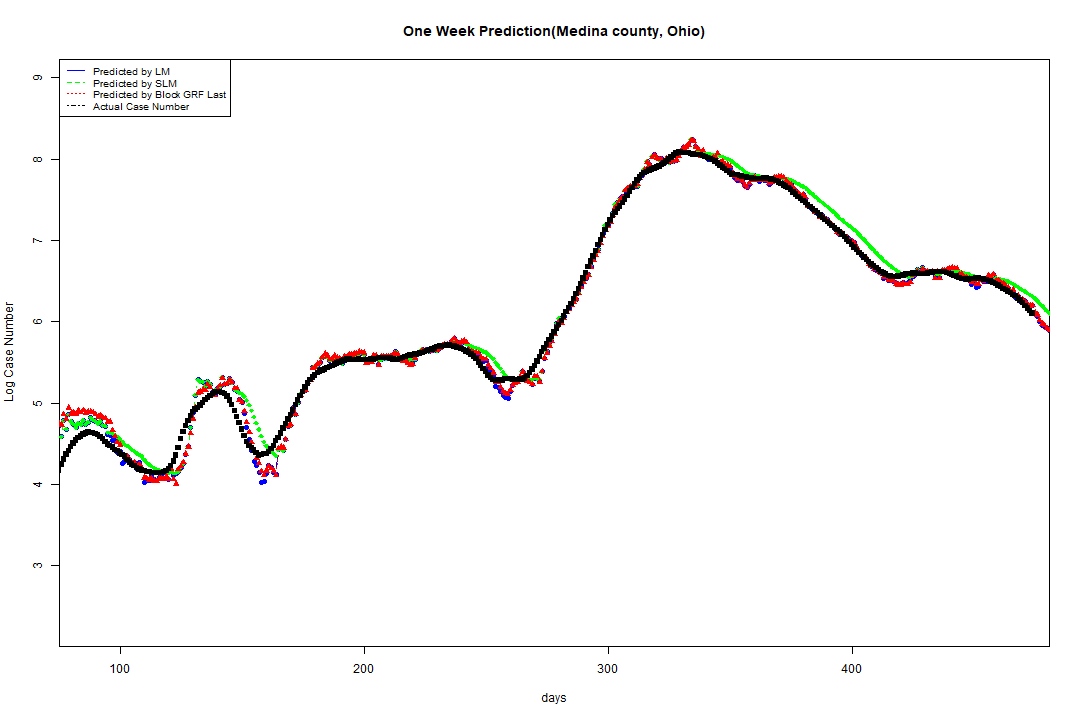 One Week Prediction(Medina county, Ohio)
Predicted by LM
Predicted by SLM
Predicted by Block GRF Last
Actual Case Number
9
8
7
6
5
4
3
Log Case Number
100 200 300 400
days